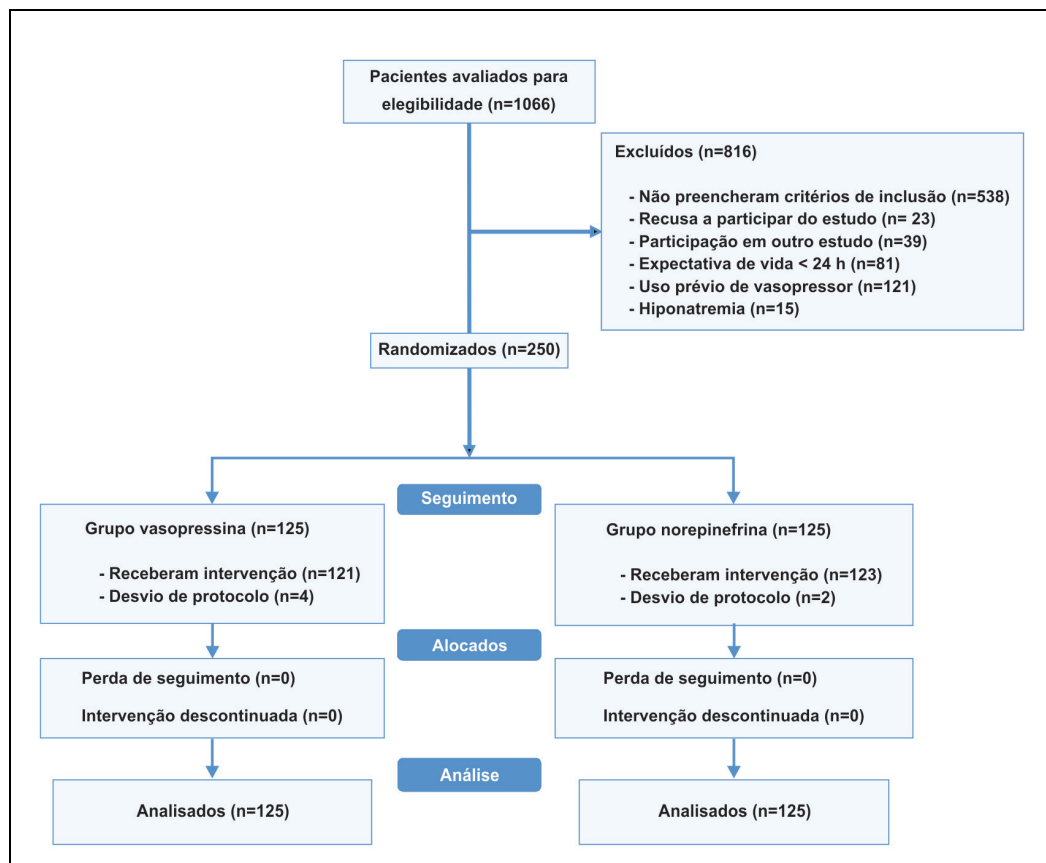 Pacientes avaliados para
elegibilidade (n=1066)
Excluídos (n=816)
- Não preencheram critérios de inclusão (n=538)
- Recusa a participar do estudo (n= 23)
- Participação em outro estudo (n=39)
- Expectativa de vida < 24 h (n=81)
- Uso prévio de vasopressor (n=121)
- Hiponatremia (n=15)
Randomizados (n=250)
Seguimento
Grupo vasopressina (n=125)
- Receberam intervenção (n=121)
- Desvio de protocolo (n=4)
Grupo norepinefrina (n=125)
- Receberam intervenção (n=123)
- Desvio de protocolo (n=2)
Alocados
Perda de seguimento (n=0)
Intervenção descontinuada (n=0)
Perda de seguimento (n=0)
Intervenção descontinuada (n=0)
Análise
Analisados (n=125)
Analisados (n=125)